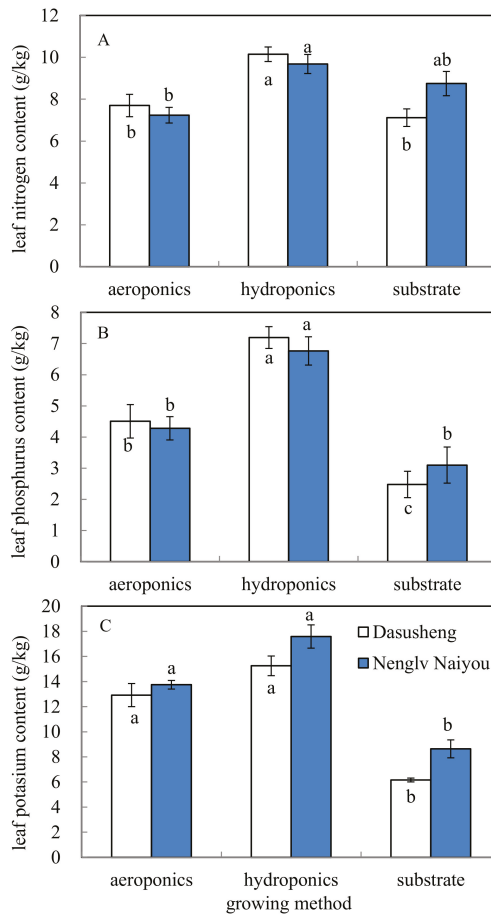 12
10
8
6
4
2
0
leaf nitrogen content (g/kg)
A
b
b
a
a
b
ab
aeroponics hydroponics substrate
8
7
6
5
4
3
2
1
0
leaf phosphurus content (g/kg)
B
b
b
a
a
c
b
aeroponics hydroponics substrate
20
18
16
14
12
10
8
6
4
2
0
leaf potasium content (g/kg)
C
Dasusheng
Nenglv Naiyou
a
a
a
a
b
b
aeroponics hydroponics substrate
growing method